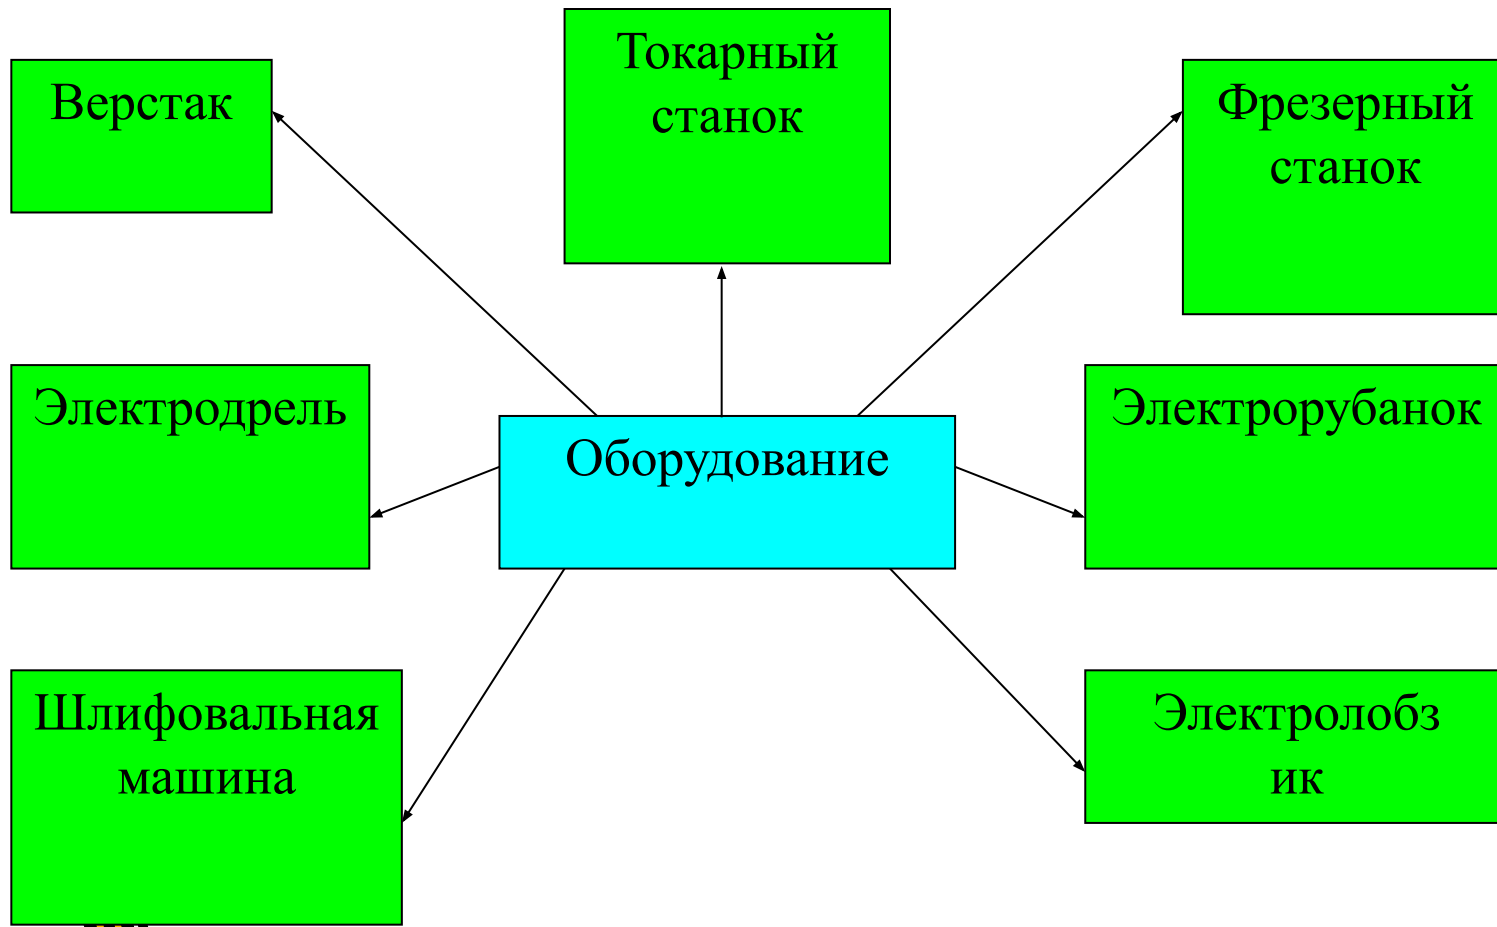 Токарный
станок
Верстак
Фрезерный
станок
Электродрель
Электрорубанок
Оборудование
Шлифовальная
машина
Электролобз
ик